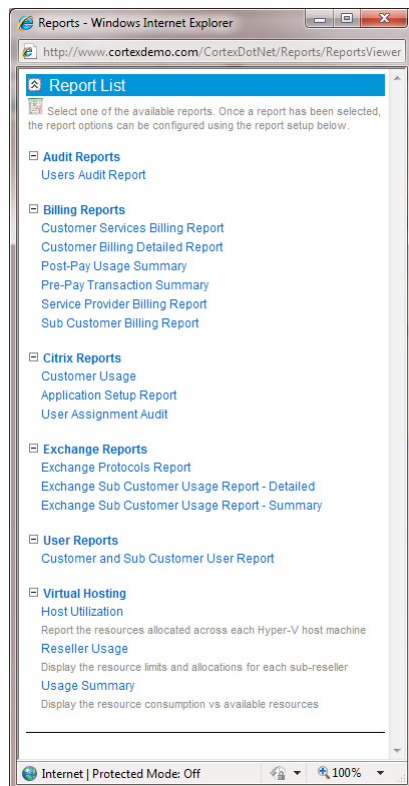 Reports - Windows Internet Explorer
http://www.cortexdemo.com/CortexDotNet/Reports/ReportsViewer
Report List
Select one of the available reports. Once a report has been selected,
the report options can be configured using the report setup below.
Audit Reports
Users Audit Report
Billing Reports
Customer Services Billing Report
Customer Billing Detailed Report
Post-Pay Usage Summary
Pre-Pay Transaction Summary
Service Provider Billing Report
Sub Customer Billing Report
Citrix Reports
Customer Usage
Application Setup Report
User Assignment Audit
Exchange Reports
Exchange Protocols Report
Exchange Sub Customer Usage Report - Detailed
Exchange Sub Customer Usage Report - Summary
User Reports
Customer and Sub Customer User Report
Virtual Hosting
Host Utilization
Report the resources allocated across each Hyper-V host machine
Reseller Usage
Display the resource limits and allocations for each sub-reseller
Usage Summary
Display the resource consumption vs available resources
Internet | Protected Mode: Off 100%